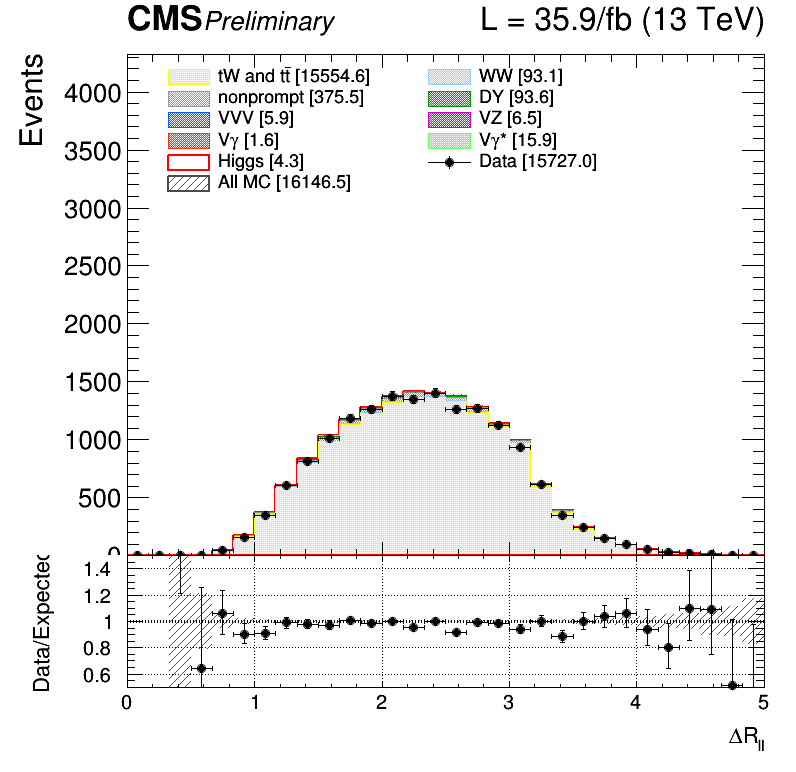 CMS Preliminary L = 35.9/fb (13 TeV)
Events
tW and tt̄ [15554.6] WW [93.1]
nonprompt [375.5] DY [93.6]
VVV [5.9] VZ [6.5]
Vγ [1.6] Vγ* [15.9]
Higgs [4.3] Data [15727.0]
All MC [16146.5]
4000
3500
3000
2500
2000
1500
1000
500
0
Data/Expected
1.4
1.2
1
0.8
0.6
0 1 2 3 4 5
ΔR_ll